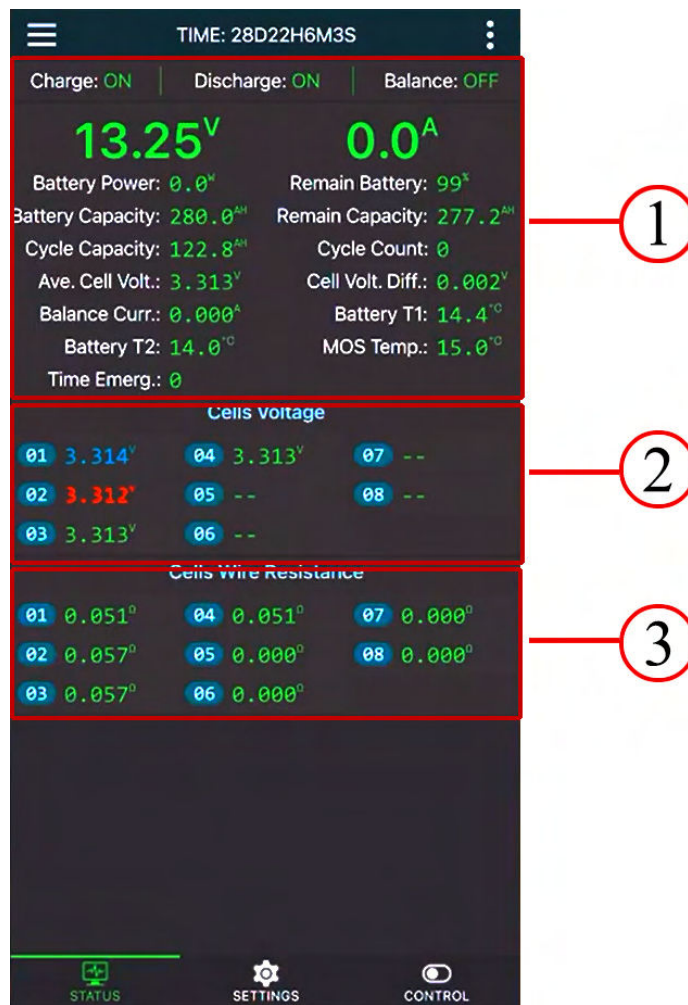 TIME: 28D22H6M3S
Charge: ON Discharge: ON Balance: OFF
13.25V 0.0A
Battery Power: 0.0W Remain Battery: 99%
Battery Capacity: 280.0AH Remain Capacity: 277.2AH
Cycle Capacity: 122.8AH Cycle Count: 0
Ave. Cell Volt.: 3.313V Cell Volt. Diff.: 0.002V
Balance Curr.: 0.000A Battery T1: 14.4°C
Battery T2: 14.0°C MOS Temp.: 15.0°C
Time Emerg.: 0
1
Cells Voltage
01 3.314V 04 3.313V 07 --
02 3.312V 05 -- 08 --
03 3.313V 06 --
2
Cells Wire Resistance
01 0.051Ω 04 0.051Ω 07 0.000Ω
02 0.057Ω 05 0.000Ω 08 0.000Ω
03 0.057Ω 06 0.000Ω
3
STATUS SETTINGS CONTROL